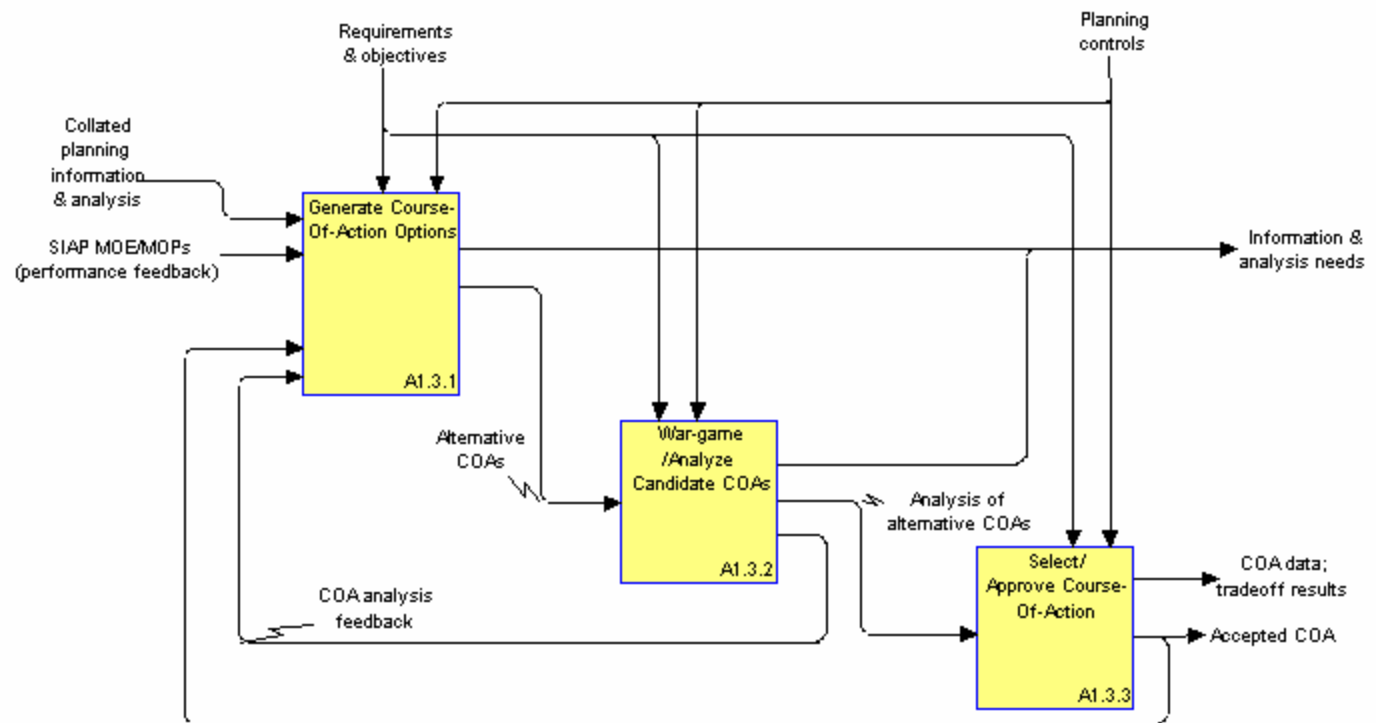 Requirements
& objectives
Planning
controls
Collated
planning
information
& analysis
SIAP MOE/MOPs
(performance feedback)
Generate Course-
Of-Action Options
A1.3.1
Information &
analysis needs
Alternative
COAs
War-game
/Analyze
Candidate COAs
A1.3.2
Analysis of
alternative COAs
COA analysis
feedback
Select/
Approve Course-
Of-Action
A1.3.3
COA data;
tradeoff results
Accepted COA